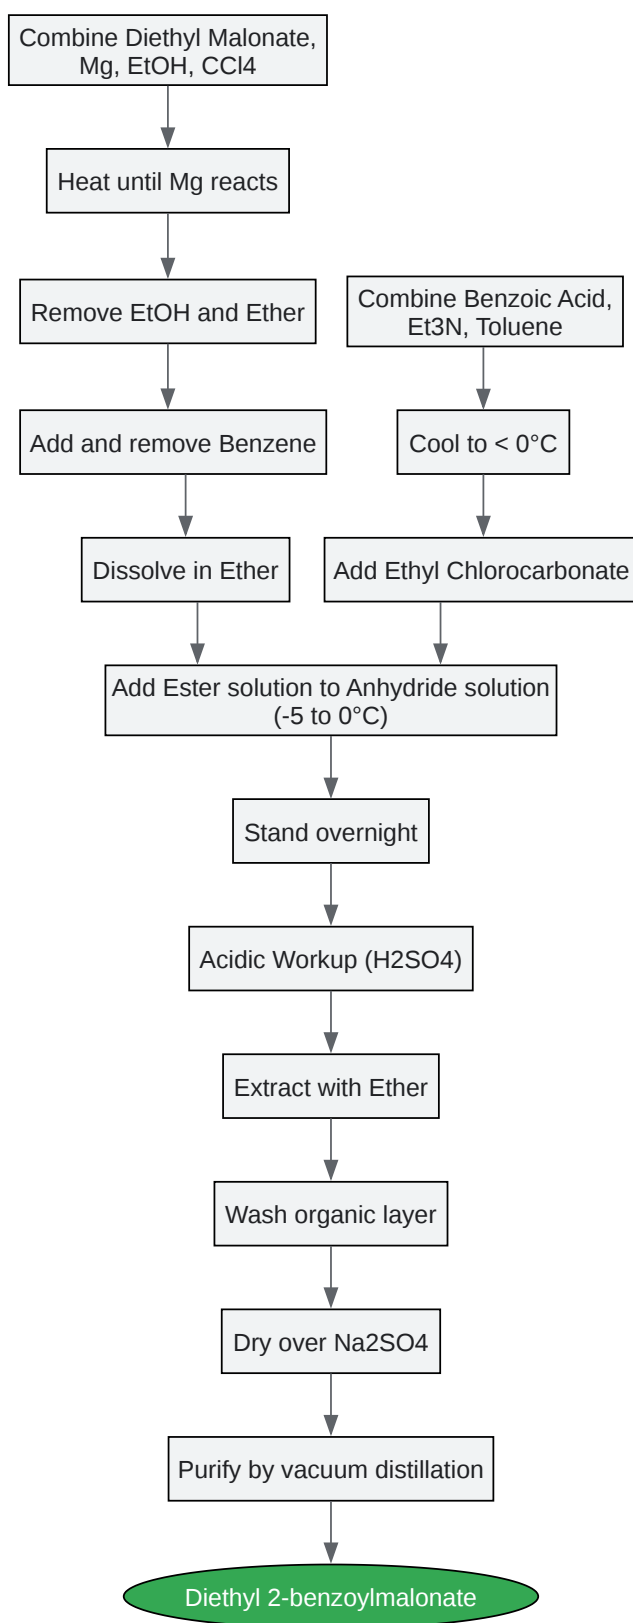 Combine Diethyl Malonate,
Mg, EtOH, CCl4
Heat until Mg reacts
Remove EtOH and Ether
Combine Benzoic Acid,
Et3N, Toluene
Add and remove Benzene
Cool to < 0°C
Dissolve in Ether
Add Ethyl Chlorocarbonate
Add Ester solution to Anhydride solution
(-5 to 0°C)
Stand overnight
Acidic Workup (H2SO4)
Extract with Ether
Wash organic layer
Dry over Na2SO4
Purify by vacuum distillation
Diethyl 2-benzoylmalonate